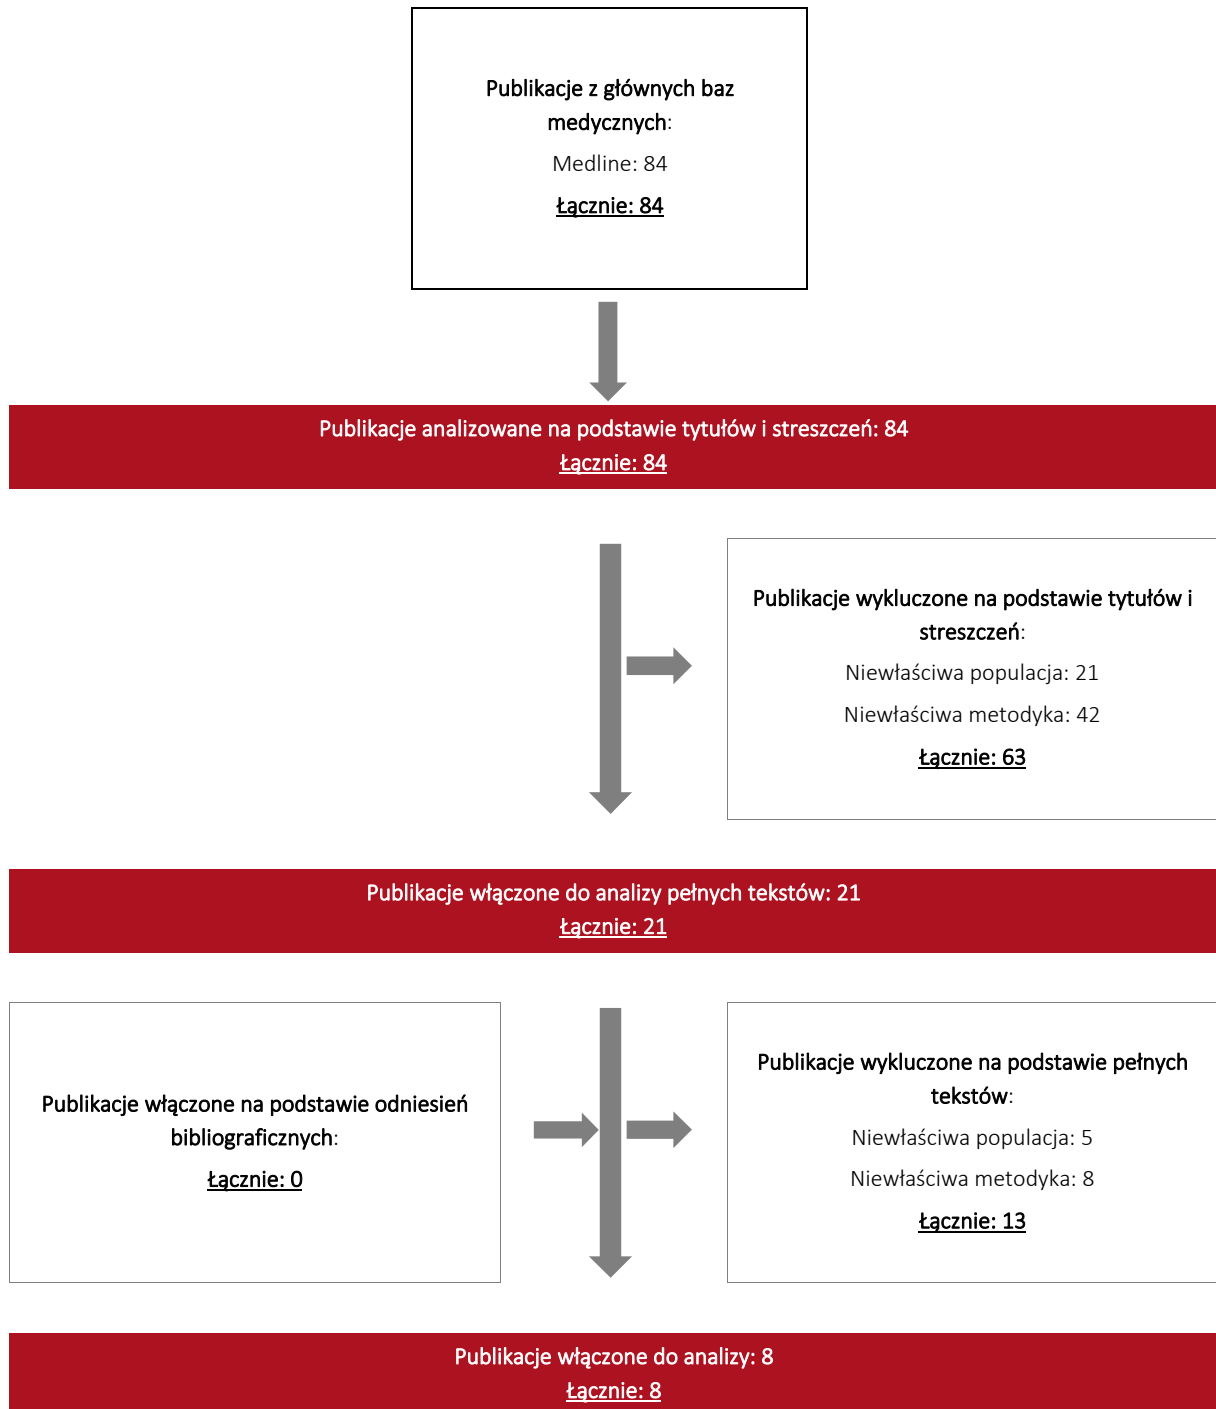 Publikacje z głównych baz
medycznych:
Medline: 84
Łącznie: 84
Publikacje analizowane na podstawie tytułów i streszczeń: 84
Łącznie: 84
Publikacje wykluczone na podstawie tytułów i
streszczeń:
Niewłaściwa populacja: 21
Niewłaściwa metodyka: 42
Łącznie: 63
Publikacje włączone do analizy pełnych tekstów: 21
Łącznie: 21
Publikacje włączone na podstawie odniesień
bibliograficznych:
Łącznie: 0
Publikacje wykluczone na podstawie pełnych
tekstów:
Niewłaściwa populacja: 5
Niewłaściwa metodyka: 8
Łącznie: 13
Publikacje włączone do analizy: 8
Łącznie: 8